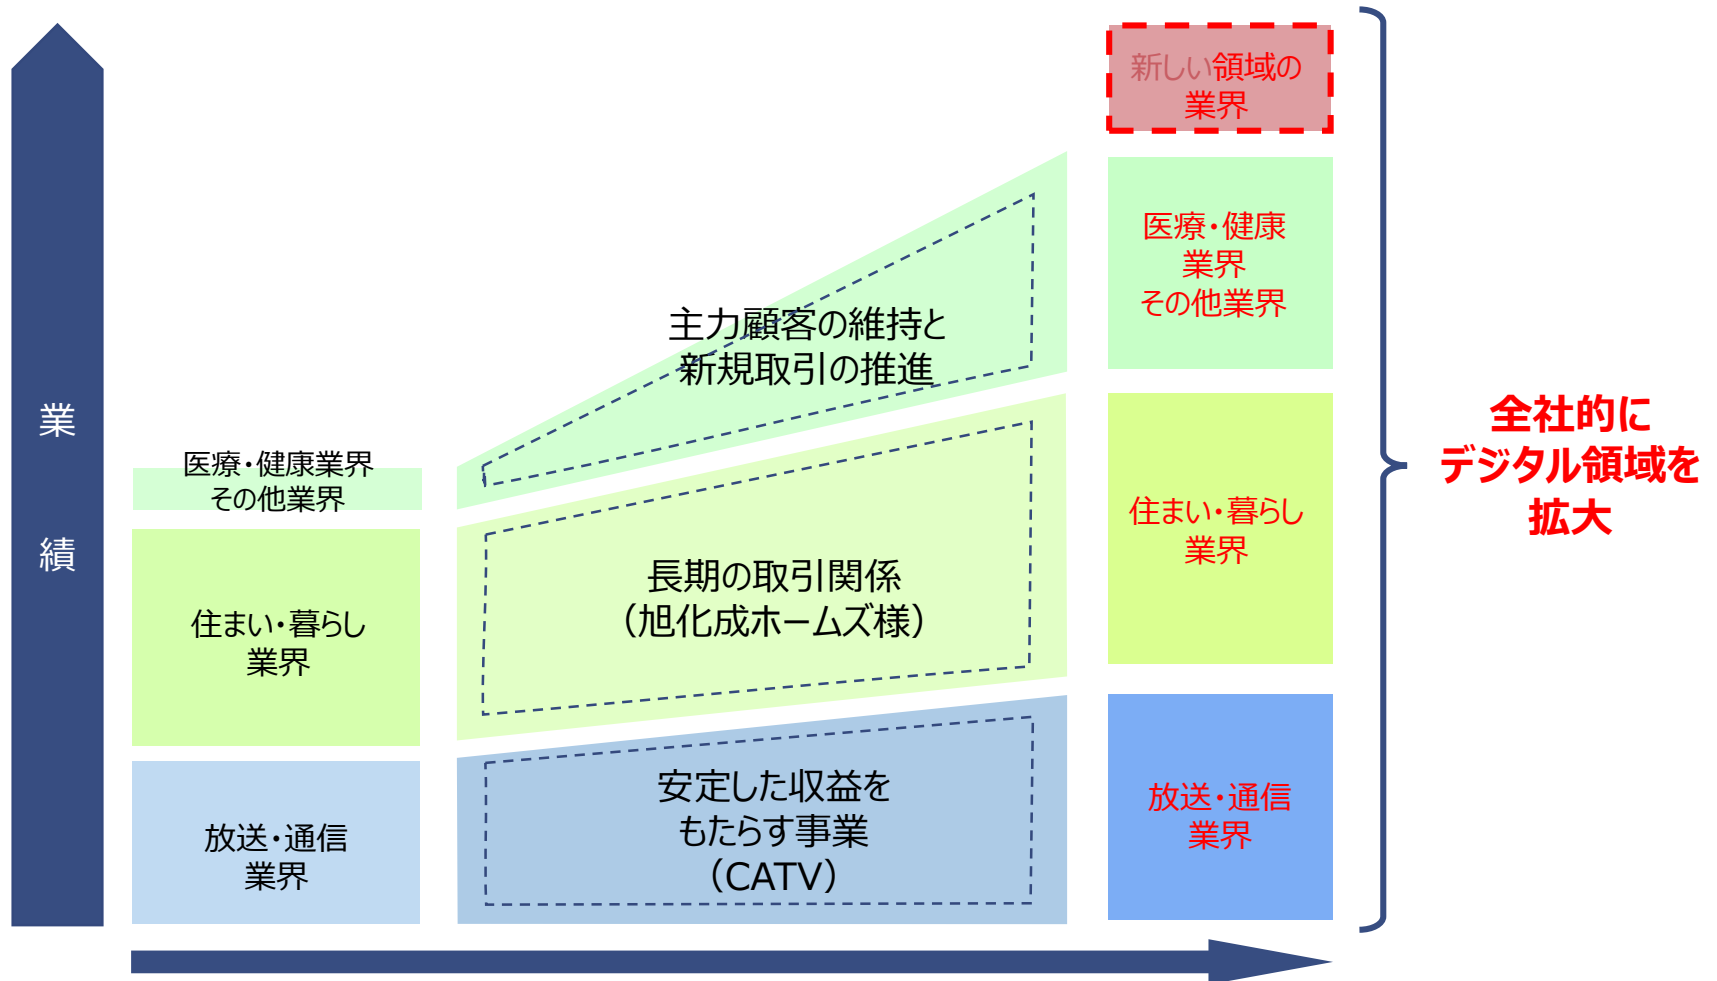 業
績
医療・健康業界
その他業界
住まい・暮らし
業界
放送・通信
業界
主力顧客の維持と
新規取引の推進
長期の取引関係
（旭化成ホームズ様）
安定した収益を
もたらす事業
（CATV）
新しい領域の
業界
医療・健康
業界
その他業界
住まい・暮らし
業界
放送・通信
業界
全社的に
デジタル領域を
拡大